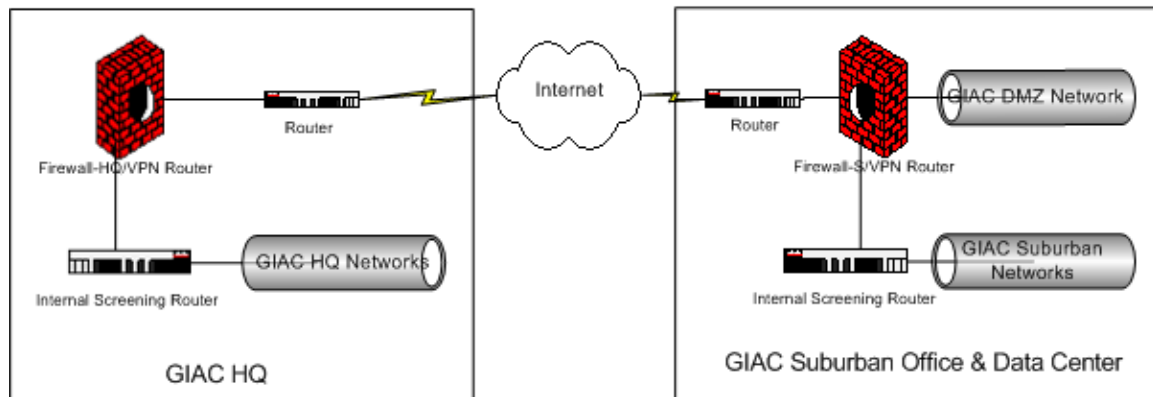 Internet
Router
Firewall-HQ/VPN Router
GIAC HQ Networks
Internal Screening Router
GIAC HQ
GIAC DMZ Network
Router
Firewall-S/VPN Router
GIAC Suburban
Networks
Internal Screening Router
GIAC Suburban Office & Data Center